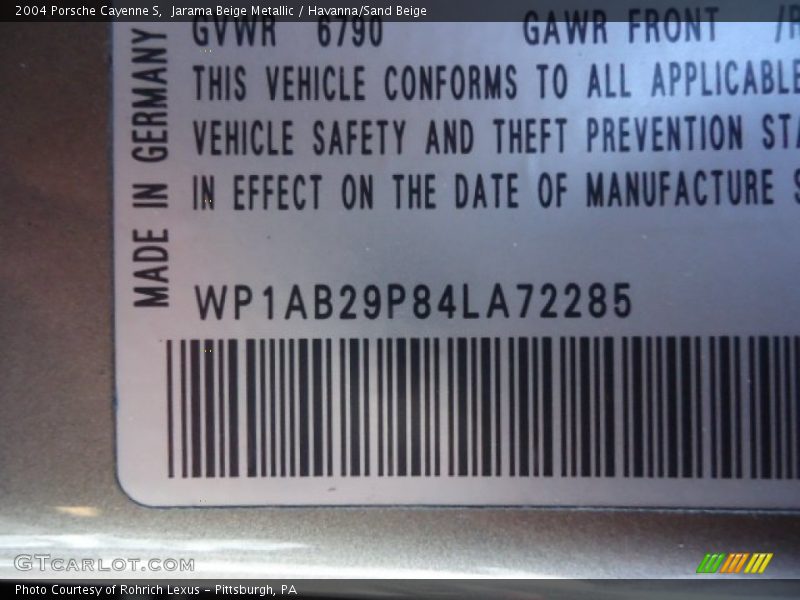 2004 Porsche Cayenne S,  Jarama Beige Metallic / Havanna/Sand Beige
MADE IN GERMANY
GVWR 6790 GAWR FRONT
THIS VEHICLE CONFORMS TO ALL APPLICABLE
VEHICLE SAFETY AND THEFT PREVENTION STA
IN EFFECT ON THE DATE OF MANUFACTURE S
WP1AB29P84LA72285
GTCARLOT.COM
Photo Courtesy of Rohrich Lexus - Pittsburgh, PA